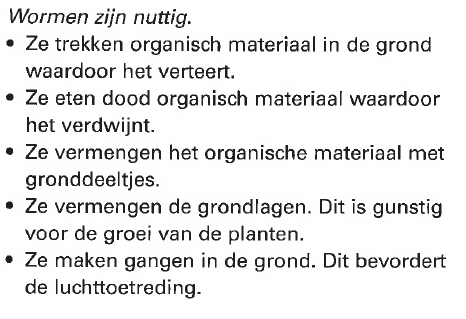 Wormen zijn nuttig.
• Ze trekken organisch materiaal in de grond
waardoor het verteert.
• Ze eten dood organisch materiaal waardoor
het verdwijnt.
• Ze vermengen het organische materiaal met
gronddeeltjes.
• Ze vermengen de grondlagen. Dit is gunstig
voor de groei van de planten.
• Ze maken gangen in de grond. Dit bevordert
de luchttoetreding.